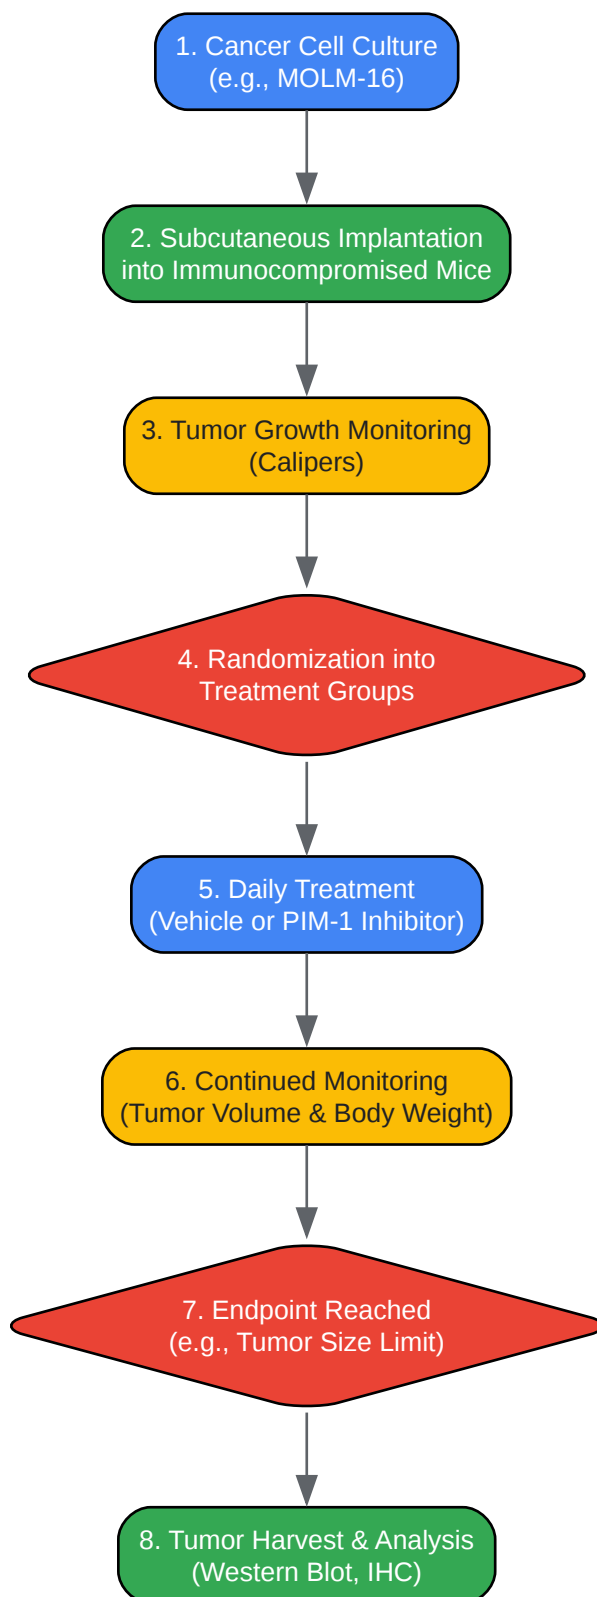 1. Cancer Cell Culture
(e.g., MOLM-16)
2. Subcutaneous Implantation
into Immunocompromised Mice
3. Tumor Growth Monitoring
(Calipers)
4. Randomization into
Treatment Groups
5. Daily Treatment
(Vehicle or PIM-1 Inhibitor)
6. Continued Monitoring
(Tumor Volume & Body Weight)
7. Endpoint Reached
(e.g., Tumor Size Limit)
8. Tumor Harvest & Analysis
(Western Blot, IHC)